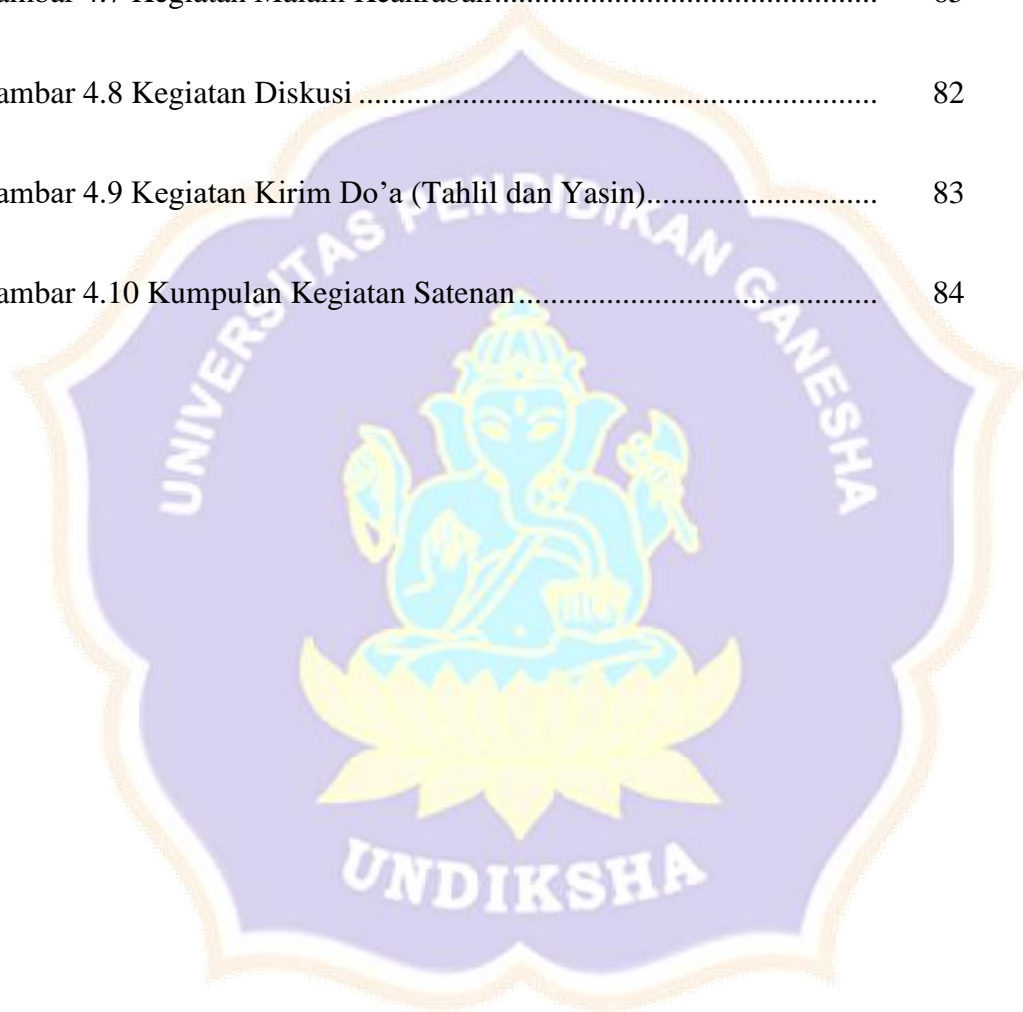 ambar 4.8 Kegiatan Diskusi ................................................................. 82
ambar 4.9 Kegiatan Kirim Do’a (Tahlil dan Yasin)............................. 83
ambar 4.10 Kumpulan Kegiatan Satenan............................................. 84
UNIVERSITAS PENDIDIKAN GANESHA
UNDIKSHA